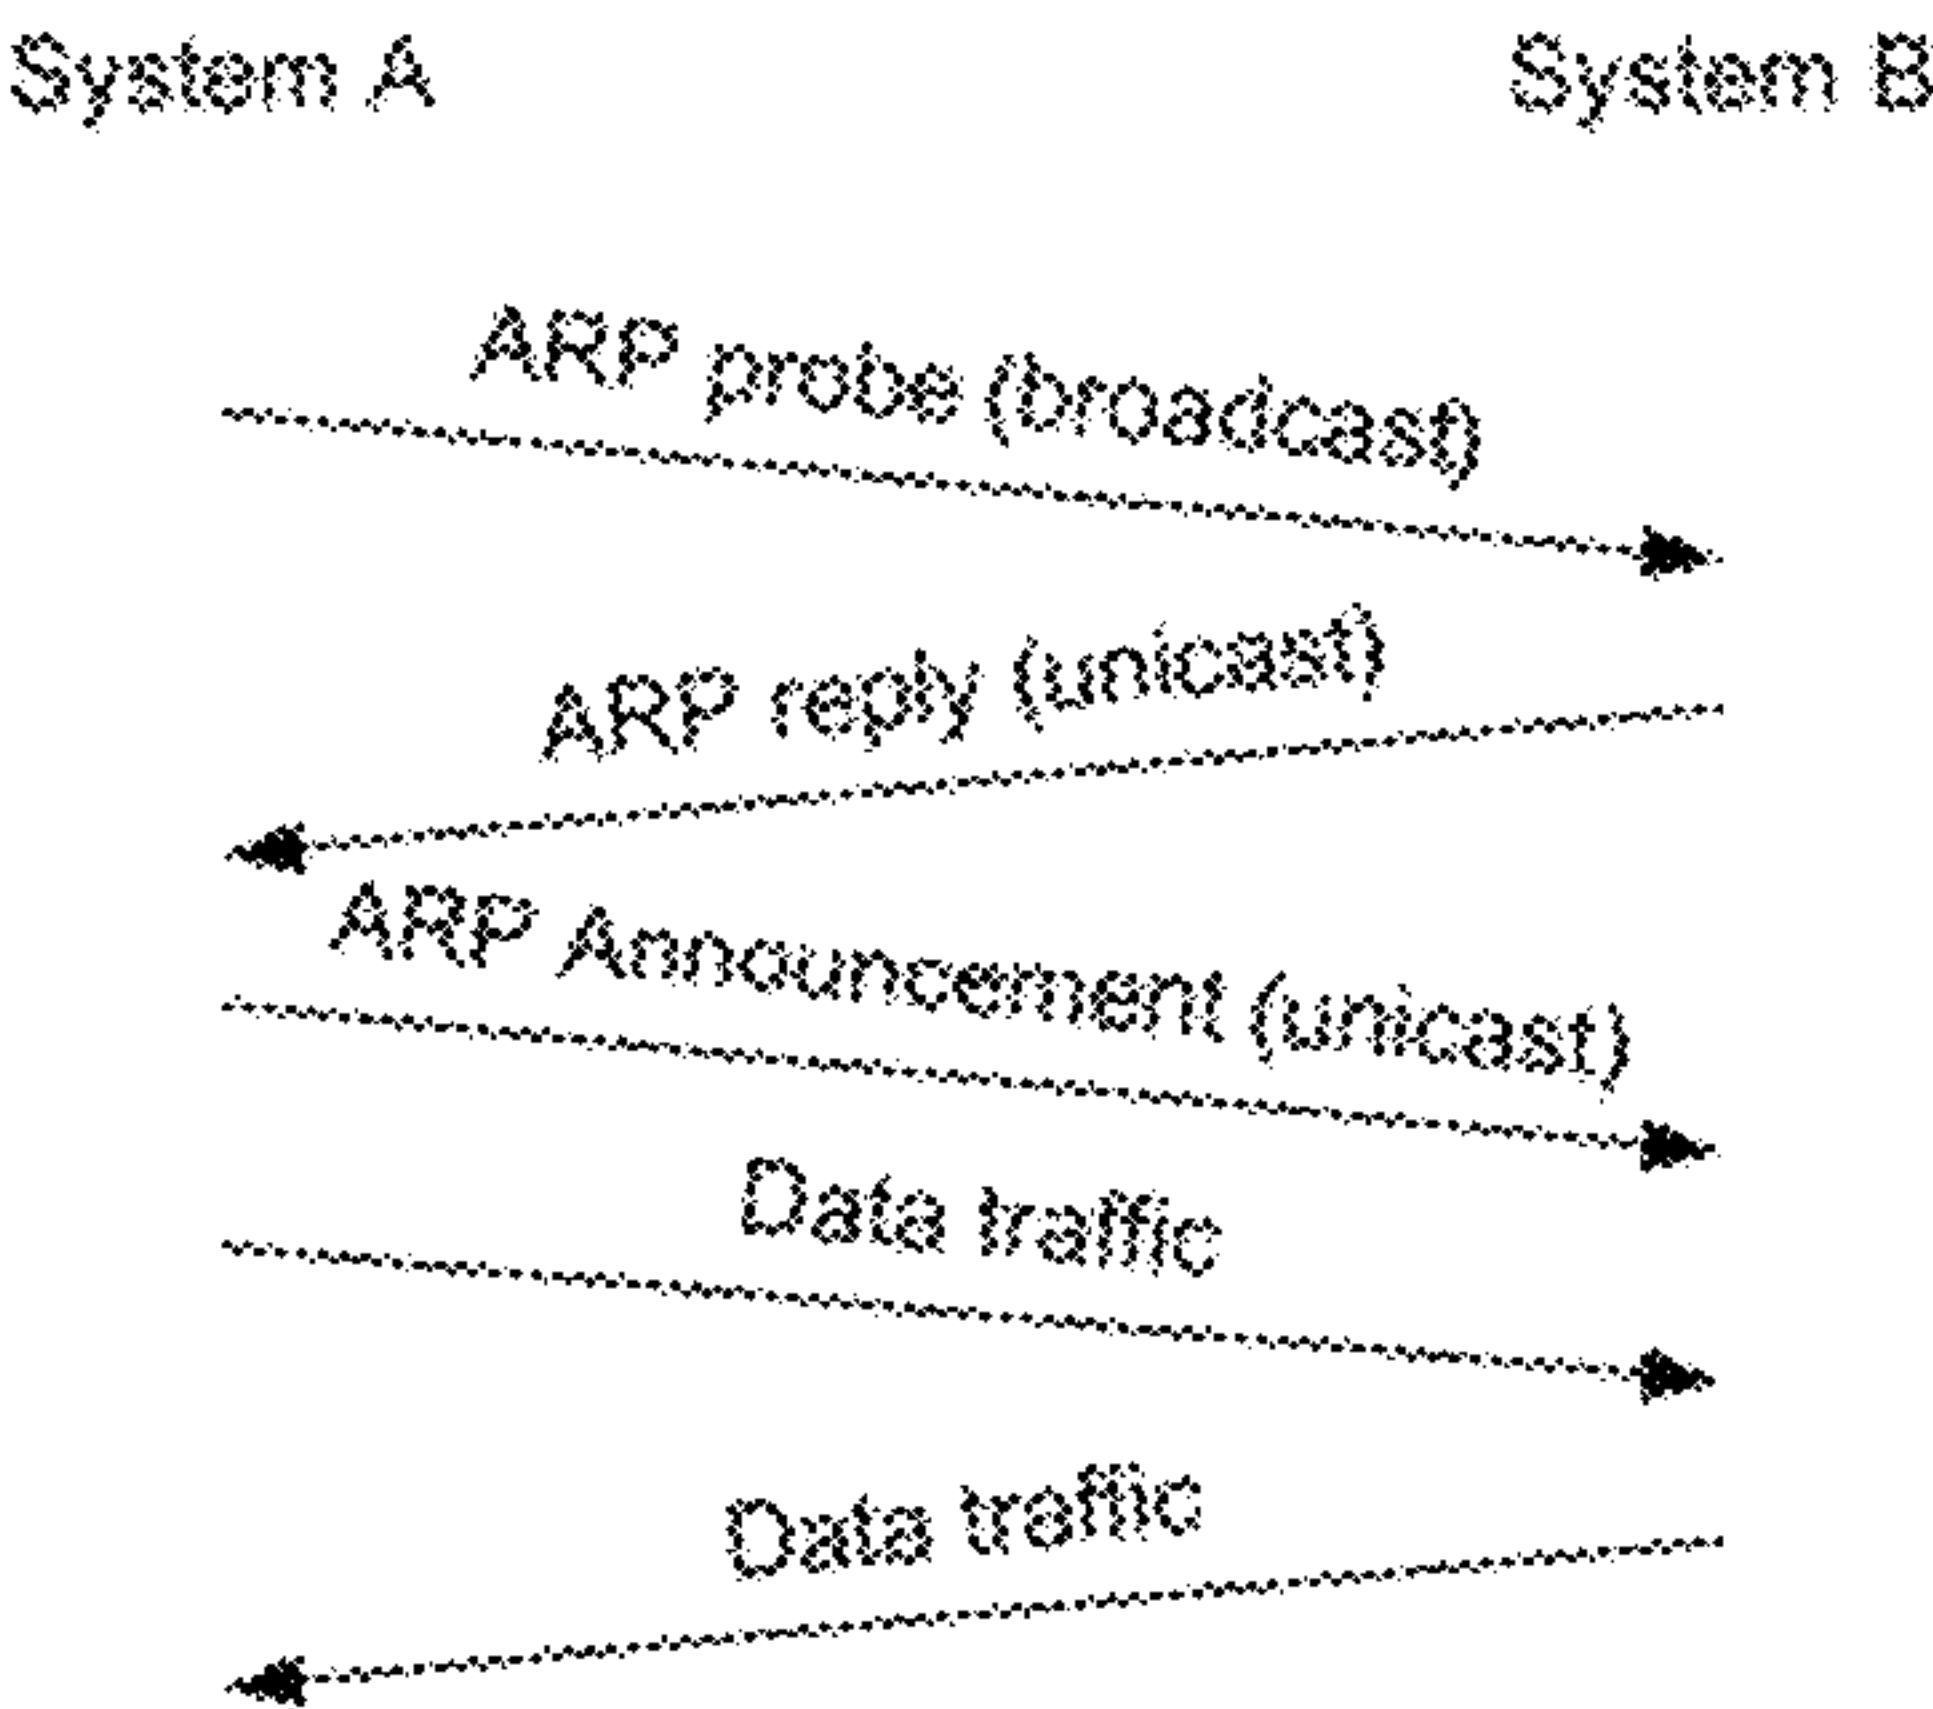 System A
System B
ARP probe (broadcast)
ARP reply (unicast)
ARP Announcement (unicast)
Data traffic
Data traffic